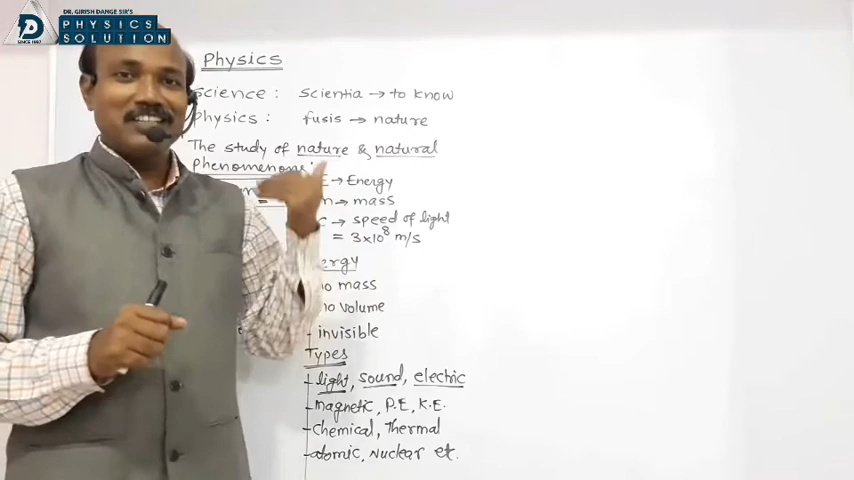 DR. GIRISH DANGE SIR'S
PHYSICS
SOLUTION
SINCE 1997
Physics
Science : scientia → to know
Physics : fusis → nature
The study of nature & natural
phenomenons
→ Energy
→ mass
C → speed of light
= 3x10⁸ m/s
no mass
no volume
- invisible
Types
- light, sound, electric
- magnetic, P.E, K.E.
- chemical, Thermal
- atomic, Nuclear etc.